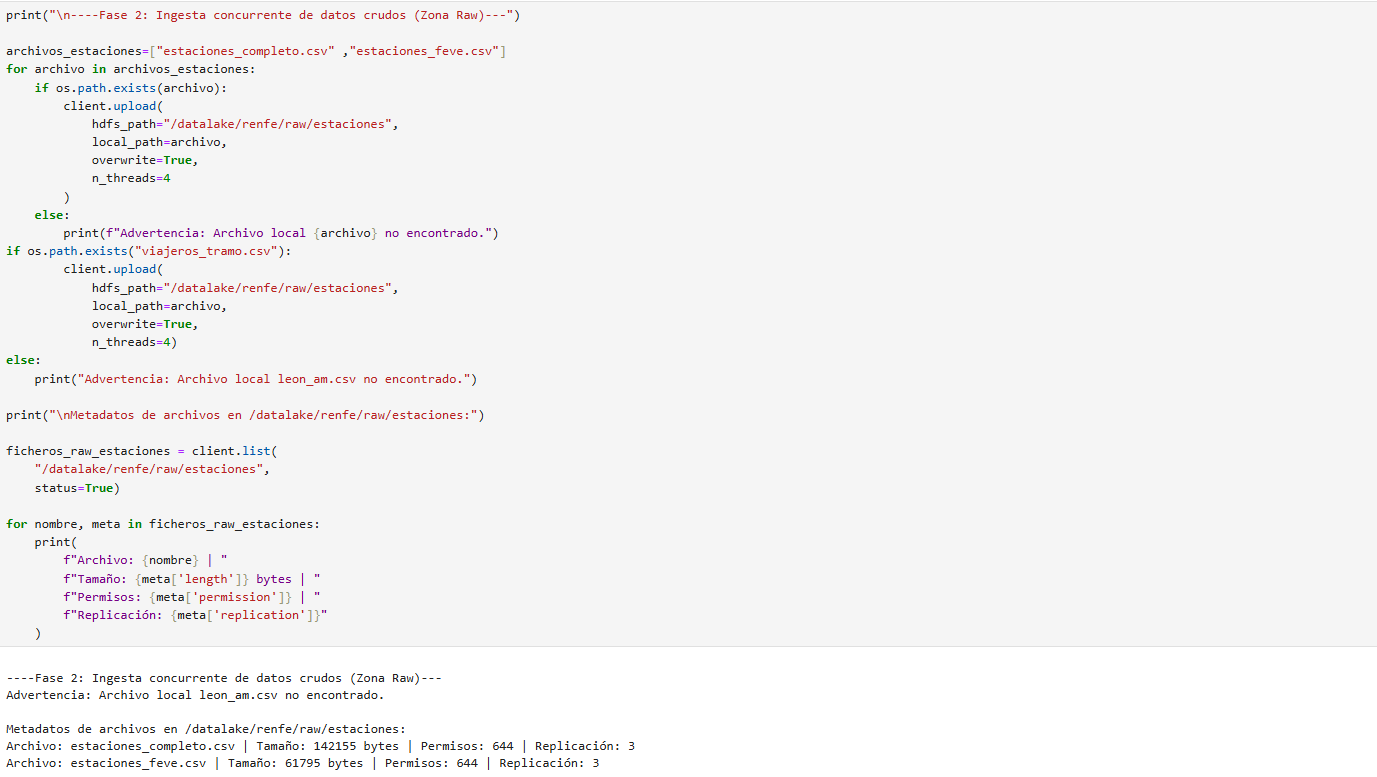 print("\n----Fase 2: Ingesta concurrente de datos crudos (Zona Raw)---")

archivos_estaciones=["estaciones_completo.csv" ,"estaciones_feve.csv"]
for archivo in archivos_estaciones:
    if os.path.exists(archivo):
        client.upload(
            hdfs_path="/datalake/renfe/raw/estaciones",
            local_path=archivo,
            overwrite=True,
            n_threads=4
        )
    else:
        print(f"Advertencia: Archivo local {archivo} no encontrado.")
if os.path.exists("viajeros_tramo.csv"):
        client.upload(
            hdfs_path="/datalake/renfe/raw/estaciones",
            local_path=archivo,
            overwrite=True,
            n_threads=4)
else:
    print("Advertencia: Archivo local leon_am.csv no encontrado.")

print("\nMetadatos de archivos en /datalake/renfe/raw/estaciones:")

ficheros_raw_estaciones = client.list(
    "/datalake/renfe/raw/estaciones",
    status=True)

for nombre, meta in ficheros_raw_estaciones:
    print(
        f"Archivo: {nombre} | "
        f"Tamaño: {meta['length']} bytes | "
        f"Permisos: {meta['permission']} | "
        f"Replicación: {meta['replication']}"
    )

----Fase 2: Ingesta concurrente de datos crudos (Zona Raw)---
Advertencia: Archivo local leon_am.csv no encontrado.

Metadatos de archivos en /datalake/renfe/raw/estaciones:
Archivo: estaciones_completo.csv | Tamaño: 142155 bytes | Permisos: 644 | Replicación: 3
Archivo: estaciones_feve.csv | Tamaño: 61795 bytes | Permisos: 644 | Replicación: 3